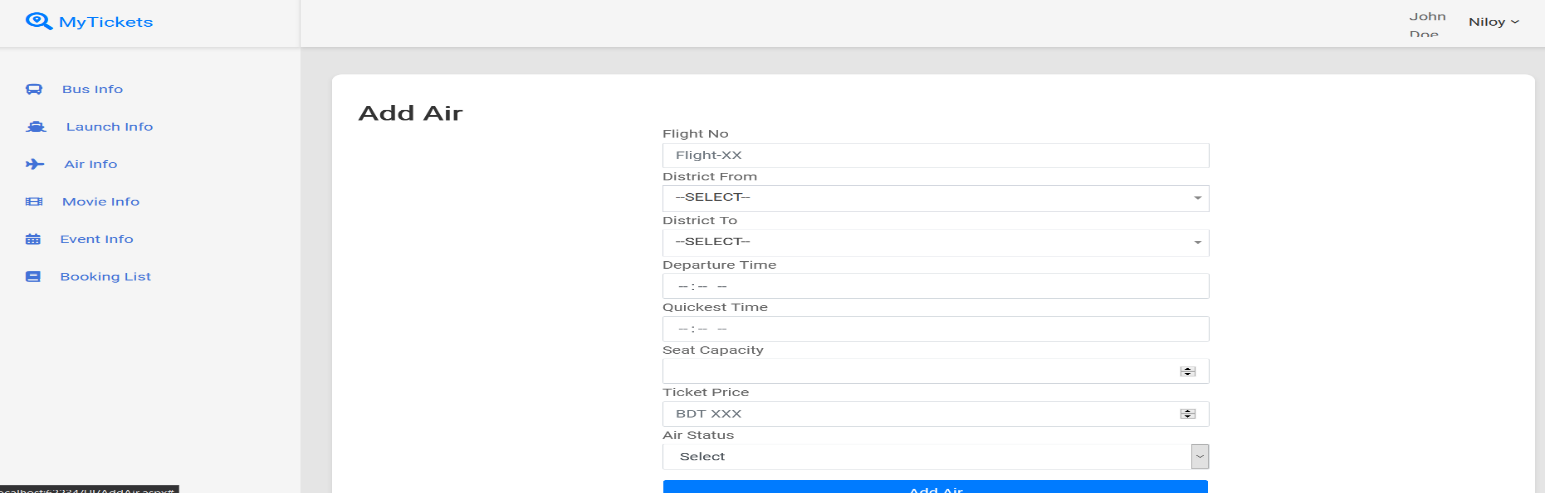 MyTickets
John
Doe
Niloy
Bus Info
Launch Info
Air Info
Movie Info
Event Info
Booking List
Add Air
Flight No
Flight-XX
District From
--SELECT--
District To
--SELECT--
Departure Time
-- : -- --
Quickest Time
-- : -- --
Seat Capacity
Ticket Price
BDT XXX
Air Status
Select
Add Air